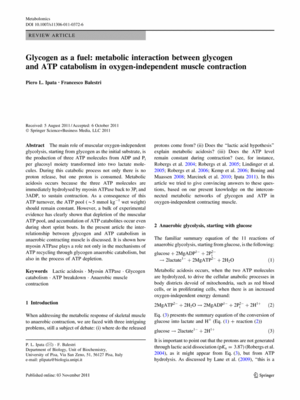 Metabolomics
DOI 10.1007/s11306-011-0372-6
REVIEW ARTICLE
Glycogen as a fuel: metabolic interaction between glycogen
and ATP catabolism in oxygen-independent muscle contraction
Piero L. Ipata · Francesco Balestri
Received: 3 August 2011 / Accepted: 6 October 2011
© Springer Science+Business Media, LLC 2011
Abstract The main role of muscular oxygen-independent
glycolysis, starting from glycogen as the initial substrate, is
the production of three ATP molecules from ADP and Pi
per glucosyl moiety transformed into two lactate mole-
cules. During this catabolic process not only there is no
proton release, but one proton is consumed. Metabolic
acidosis occurs because the three ATP molecules are
immediately hydrolyzed by myosin ATPase back to 3Pi and
3ADP, to sustain contraction. As a consequence of this
ATP turnover, the ATP pool (~5 mmol kg⁻¹ wet weight)
should remain constant. However, a bulk of experimental
evidence has clearly shown that depletion of the muscular
ATP pool, and accumulation of ATP catabolites occur even
during short sprint bouts. In the present article the inter-
relationship between glycogen and ATP catabolism in
anaerobic contracting muscle is discussed. It is shown how
myosin ATPase plays a role not only in the mechanisms of
ATP recycling through glycogen anaerobic catabolism, but
also in the process of ATP depletion.
Keywords Lactic acidosis · Myosin ATPase · Glycogen
catabolism · ATP breakdown · Anaerobic muscle
contraction
1 Introduction
When addressing the metabolic response of skeletal muscle
to anaerobic contraction, we are faced with three intriguing
problems, still a subject of debate: (i) where do the released
P. L. Ipata · F. Balestri
Department of Biology, Unit of Biochemistry,
University of Pisa, Via San Zeno, 51, 56127 Pisa, Italy
protons come from? (ii) Does the "lactic acid hypothesis"
explain metabolic acidosis? (iii) Does the ATP level
remain constant during contraction? (see, for instance,
Robergs et al. 2004; Robergs et al. 2005; Lindinger et al.
2005; Robergs et al. 2006; Kemp et al. 2006; Boning and
Maassen 2008; Marcinek et al. 2010; Ipata 2011). In this
article we tried to give convincing answers to these ques-
tions, based on our present knowledge on the intercon-
nected metabolic networks of glycogen and ATP in
oxygen-independent contracting muscle.
2 Anaerobic glycolysis, starting with glucose
The familiar summary equation of the 11 reactions of
anaerobic glycolysis, starting from glucose, is the following:
glucose + 2MgADP¹⁻ + 2Pi²⁻
→ 2lactate¹⁻ + 2MgATP²⁻ + 2H₂O (1)
Metabolic acidosis occurs, when the two ATP molecules
are hydrolyzed, to drive the cellular anabolic processes in
body districts devoid of mitochondria, such as red blood
cells, or in proliferating cells, when there is an increased
oxygen-independent energy demand:
2MgATP²⁻ + 2H₂O → 2MgADP¹⁻ + 2Pi²⁻ + 2H¹⁺ (2)
Eq. (3) presents the summary equation of the conversion of
glucose into lactate and H⁺ (Eq. (1) + reaction (2))
glucose → 2lactate¹⁻ + 2H¹⁺ (3)
It is important to point out that the protons are not generated
through lactic acid dissociation (pKa = 3.87) (Robergs et al.
2004), as it might appear from Eq. (3), but from ATP
hydrolysis. As discussed by Lane et al. (2009), "this is a
Published online: 03 November 2011
Springer